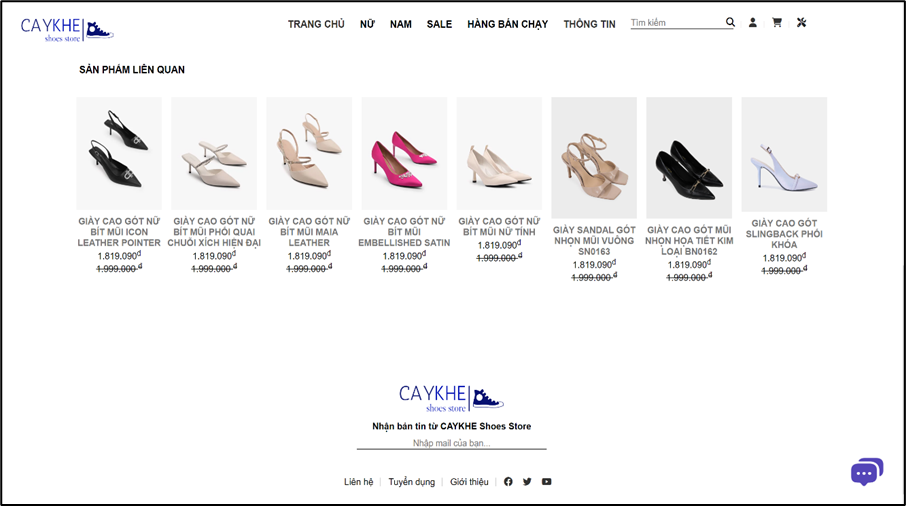 CAYKHE
shoes store
TRANG CHỦ NỮ NAM SALE HÀNG BÁN CHẠY THÔNG TIN Tìm kiếm
SẢN PHẨM LIÊN QUAN
GIÀY CAO GÓT NỮ
BÍT MŨI ICON
LEATHER POINTER
1.819.090đ
1.999.000 đ
GIÀY CAO GÓT NỮ
BÍT MŨI PHỐI QUAI
CHUỖI XÍCH HIỆN ĐẠI
1.819.090đ
1.999.000 đ
GIÀY CAO GÓT NỮ
BÍT MŨI MAIA
LEATHER
1.819.090đ
1.999.000 đ
GIÀY CAO GÓT NỮ
BÍT MŨI
EMBELLISHED SATIN
1.819.090đ
1.999.000 đ
GIÀY CAO GÓT NỮ
BÍT MŨI NỮ TÍNH
1.819.090đ
1.999.000 đ
GIÀY SANDAL GÓT
NHỌN MŨI VUÔNG
SN0163
1.819.090đ
1.999.000 đ
GIÀY CAO GÓT MŨI
NHỌN HỌA TIẾT KIM
LOẠI BN0162
1.819.090đ
1.999.000 đ
GIÀY CAO GÓT
SLINGBACK PHỐI
KHÓA
1.819.090đ
1.999.000 đ
CAYKHE
shoes store
Nhận bản tin từ CAYKHE Shoes Store
Nhập mail của bạn...
Liên hệ Tuyển dụng Giới thiệu